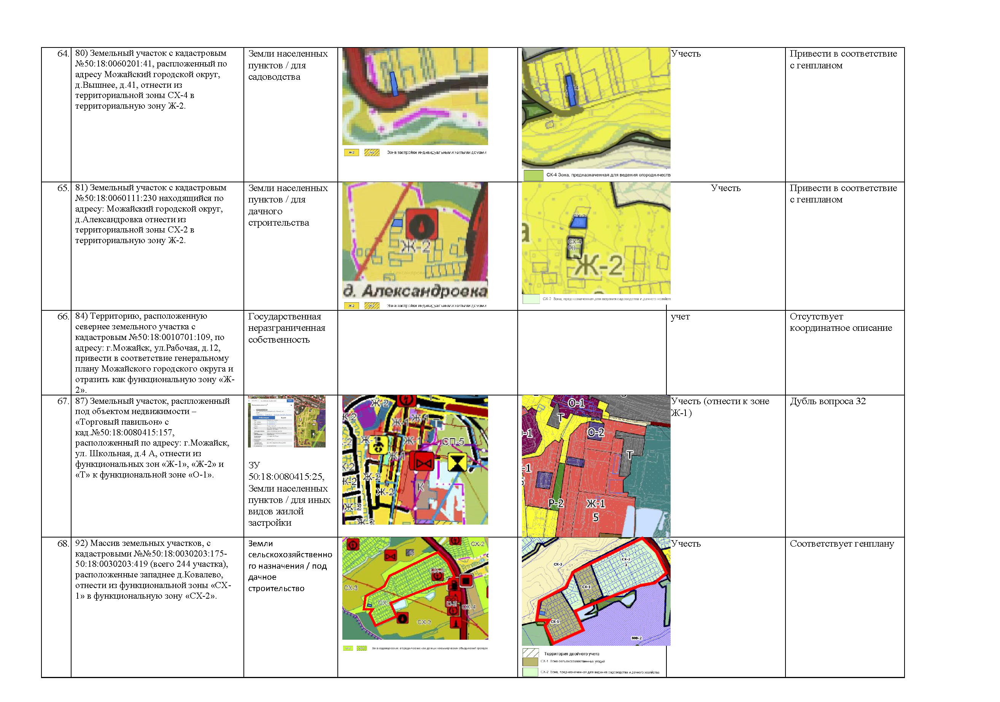 64.
80) Земельный участок с кадастровым
№50:18:0060201:41, распложенный по
адресу Можайский городской округ,
д.Вышнее, д.41, отнести из
территориальной зоны СХ-4 в
территориальную зону Ж-2.
Земли населенных
пунктов / для
садоводства
Ж-2
Зона застройки индивидуальными жилыми домами
СХ-4 Зона, предназначенная для ведения огородничеств
Учесть
Привести в соответствие
с генпланом
65.
81) Земельный участок с кадастровым
№50:18:0060111:230 находящийся по
адресу: Можайский городской округ,
д.Александровка отнести из
территориальной зоны СХ-2 в
территориальную зону Ж-2.
Земли населенных
пунктов / для
дачного
строительства
Ж-2
Александровка
д. Александровка
Ж-2
Зона застройки индивидуальными жилыми домами
СХ-2
а
СХ-4
0()
Ж-2
СХ-2 Зона, предназначенная для ведения садоводства и дачного хозяйст
Учесть
Привести в соответствие
с генпланом
66.
84) Территорию, расположенную
севернее земельного участка с
кадастровым №50:18:0010701:109, по
адресу: г.Можайск, ул.Рабочая, д.12,
привести в соответствие генеральному
плану Можайского городского округа и
отразить как функциональную зону «Ж-
2».
Государственная
неразграниченная
собственность
учет
Отсутствует
координатное описание
67.
87) Земельный участок, распложенный
под объектом недвижимости –
«Торговый павильон» с
кад.№50:18:0080415:157,
расположенный по адресу: г.Можайск,
ул. Школьная, д.4 А, отнести из
функциональных зон «Ж-1», «Ж-2» и
«Т» к функциональной зоне «О-1».
ЗУ
50:18:0080415:25,
Земли населенных
пунктов / для иных
видов жилой
застройки
Ж-2
Ж-2
Ж-1
Ж-1
Т
Ж-1
Ж-1
СП-5
Ж-1
Ж-2
Ж-2
К
Ж-2
Ж-2
Ж-2
О-1
Т
О-2
-1
Т
-1
Р-2
Ж-1
5
Учесть (отнести к зоне
Ж-1)
Дубль вопроса 32
68.
92) Массив земельных участков, с
кадастровыми №№50:18:0030203:175-
50:18:0030203:419 (всего 244 участка),
расположенные западнее д.Ковалево,
отнести из функциональной зоны «СХ-
1» в функциональную зону «СХ-2».
Земли
сельскохозяйственно
го назначения / под
дачное
строительство
СХ-2
И
СХ-2
СХ-3
О-2
СХ-4
СХ-3
Зона садоводческих, огороднических или дачных некоммерческих объединений граждан
СХ-2
3
СХ-3
СХ-1
СХ-1
МФ-2
Территория двойного учета
СХ-1 Зона сельскохозяйственных угодий
СХ-2 Зона, предназначенная для ведения садоводства и дачного хозяйства
Учесть
Соответствует генплану